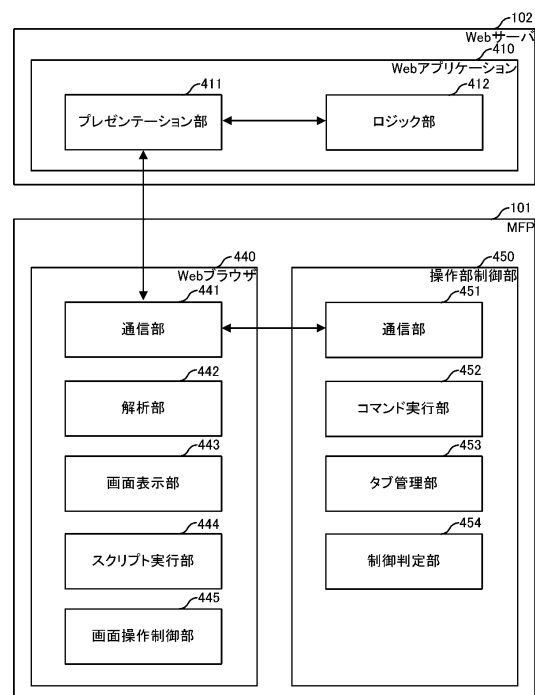 102
Webサーバ
410
Webアプリケーション
411
プレゼンテーション部
412
ロジック部
101
MFP
440
Webブラウザ
441
通信部
442
解析部
443
画面表示部
444
スクリプト実行部
445
画面操作制御部
450
操作部制御部
451
通信部
452
コマンド実行部
453
タブ管理部
454
制御判定部